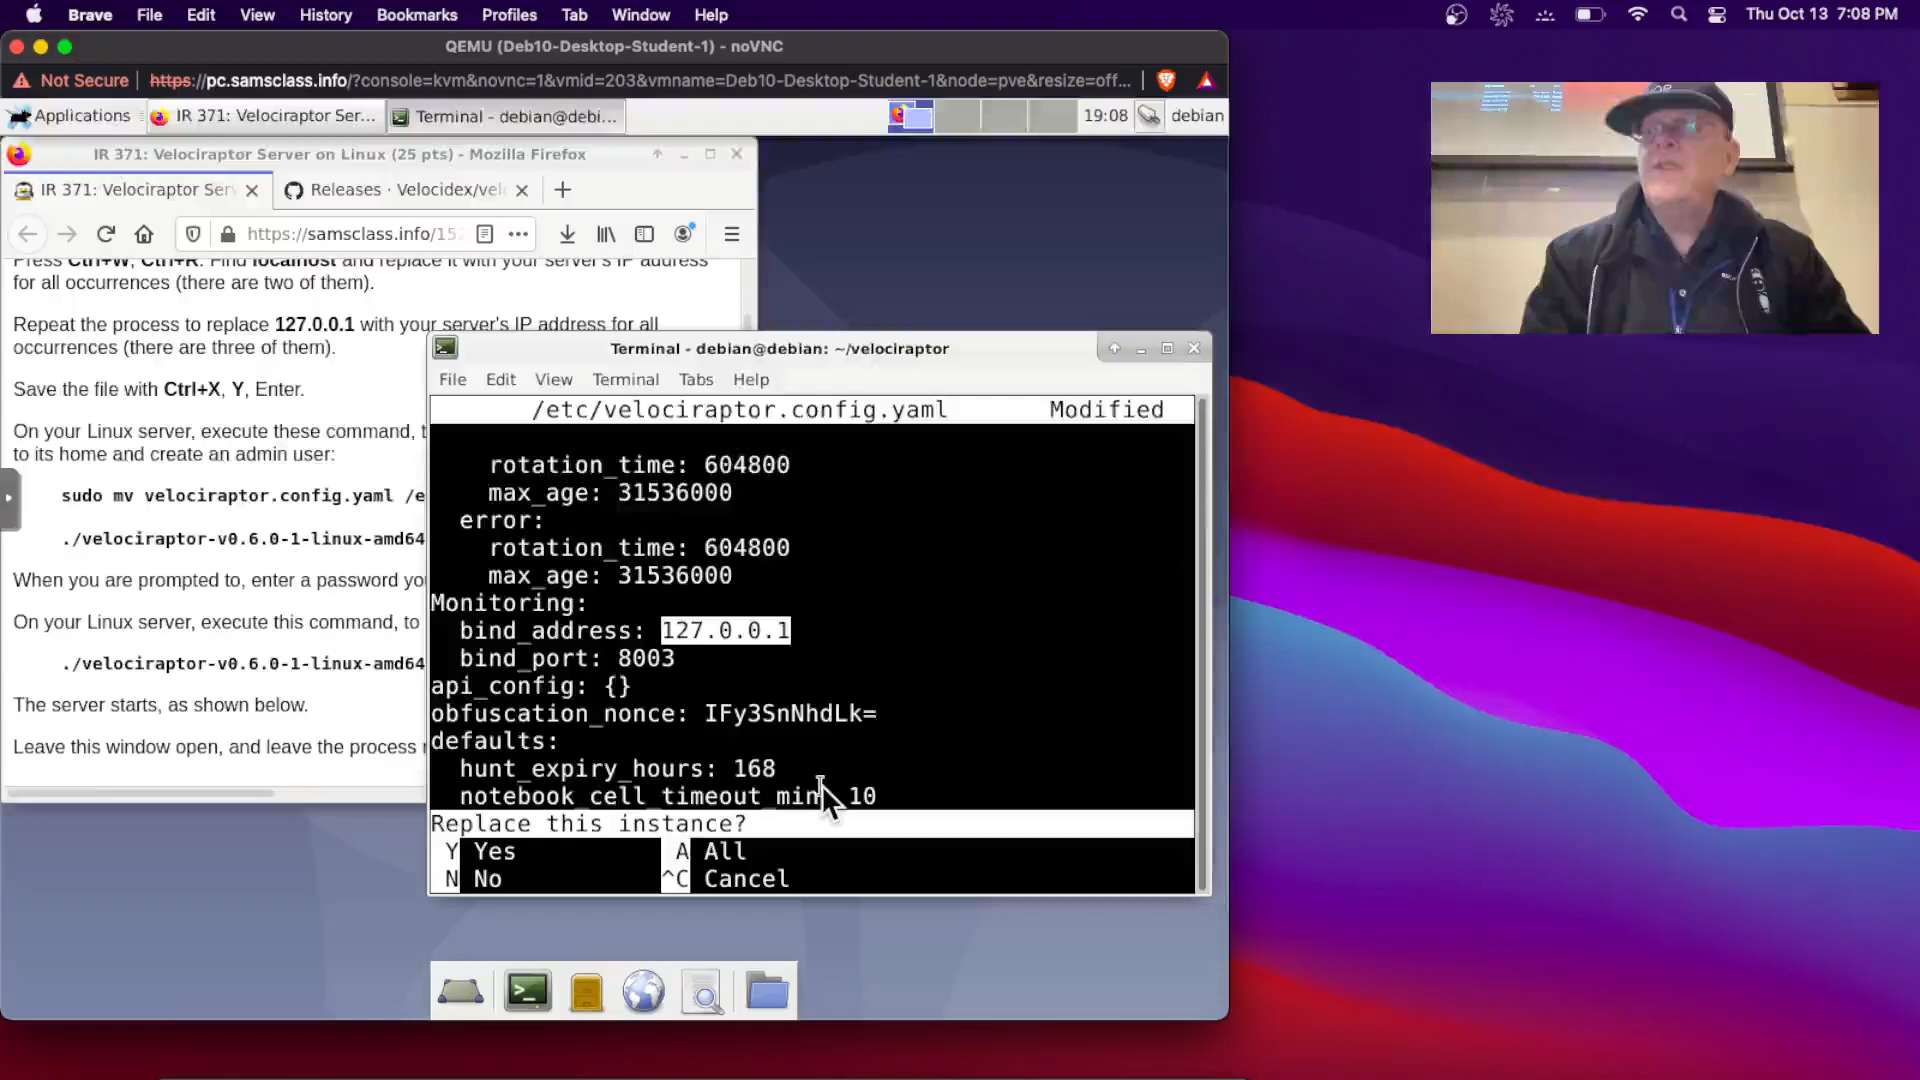 Brave File Edit View History Bookmarks Profiles Tab Window Help Thu Oct 13 7:08 PM
QEMU (Deb10-Desktop-Student-1) - noVNC
Not Secure https://pc.samsclass.info/?console=kvm&novnc=1&vmid=203&vmname=Deb10-Desktop-Student-1&node=pve&resize=off...
Applications IR 371: Velociraptor Ser... Terminal - debian@debi... 19:08 debian
IR 371: Velociraptor Server on Linux (25 pts) - Mozilla Firefox
IR 371: Velociraptor Ser Releases · Velocidex/vel
https://samsclass.info/152
Press Ctrl+W, Ctrl+R. Find localhost and replace it with your server's IP address
for all occurrences (there are two of them).
Repeat the process to replace 127.0.0.1 with your server's IP address for all
occurrences (there are three of them).
Save the file with Ctrl+X, Y, Enter.
On your Linux server, execute these command, t
to its home and create an admin user:
sudo mv velociraptor.config.yaml /e
./velociraptor-v0.6.0-1-linux-amd64
When you are prompted to, enter a password yo
On your Linux server, execute this command, to
./velociraptor-v0.6.0-1-linux-amd64
The server starts, as shown below.
Leave this window open, and leave the process r
Terminal - debian@debian: ~/velociraptor
File Edit View Terminal Tabs Help
/etc/velociraptor.config.yaml Modified
rotation_time: 604800
max_age: 31536000
error:
rotation_time: 604800
max_age: 31536000
Monitoring:
bind_address: 127.0.0.1
bind_port: 8003
api_config: {}
obfuscation_nonce: IFy3SnNhdLk=
defaults:
hunt_expiry_hours: 168
notebook_cell_timeout_min 10
Replace this instance?
Y Yes A All
N No ^C Cancel